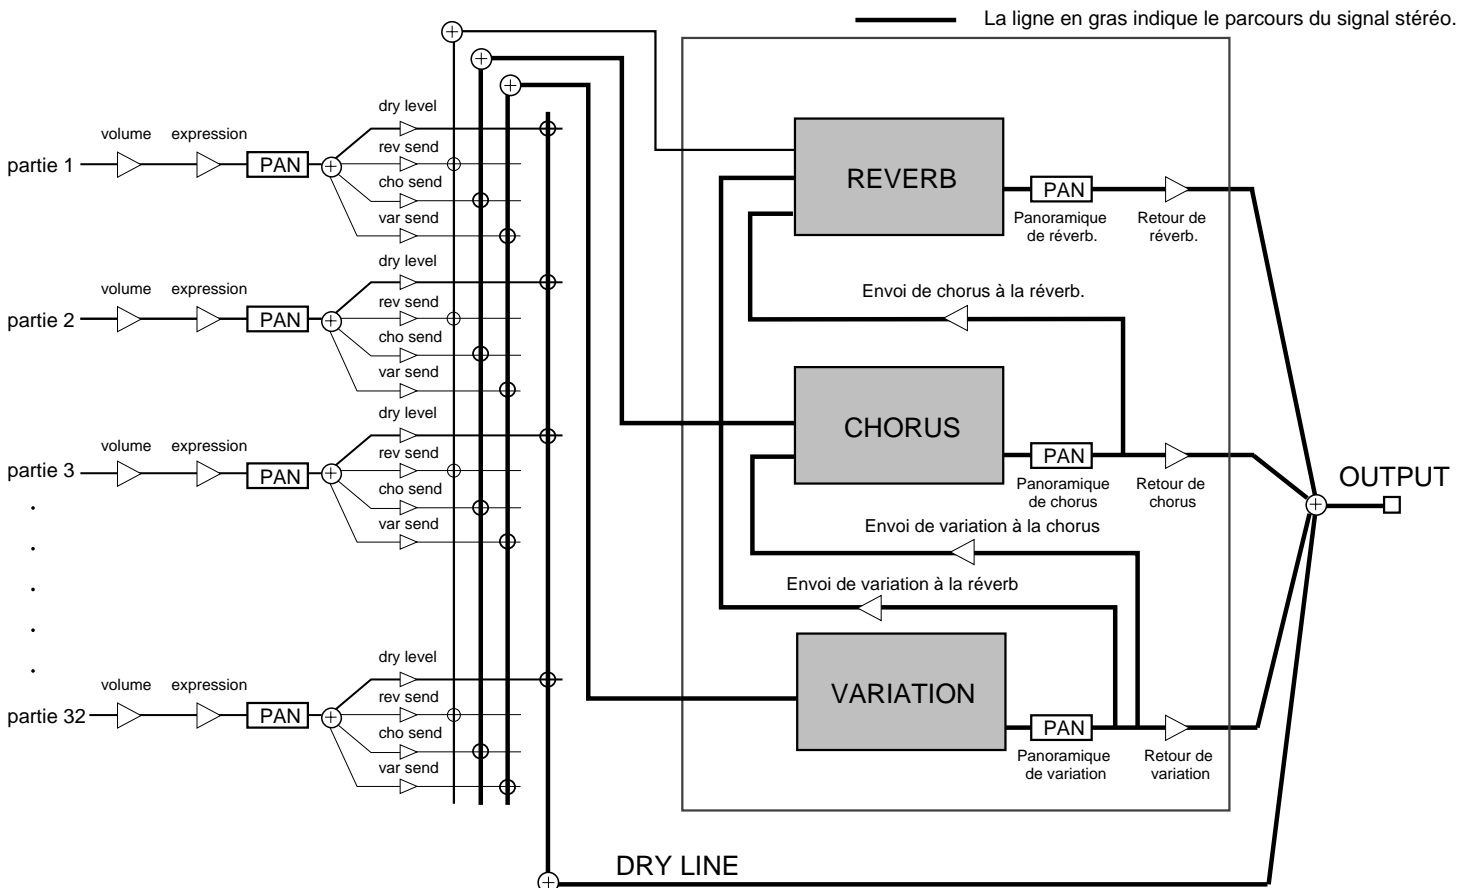 La ligne en gras indique le parcours du signal stéréo.
partie 1
volume
expression
PAN
dry level
rev send
cho send
var send
partie 2
volume
expression
PAN
dry level
rev send
cho send
var send
partie 3
volume
expression
PAN
dry level
rev send
cho send
var send
partie 32
volume
expression
PAN
dry level
rev send
cho send
var send
REVERB
PAN
Panoramique
de réverb.
Retour de
réverb.
Envoi de chorus à la réverb.
CHORUS
PAN
Panoramique
de chorus
Retour de
chorus
Envoi de variation à la chorus
Envoi de variation à la réverb
VARIATION
PAN
Panoramique
de variation
Retour de
variation
OUTPUT
DRY LINE